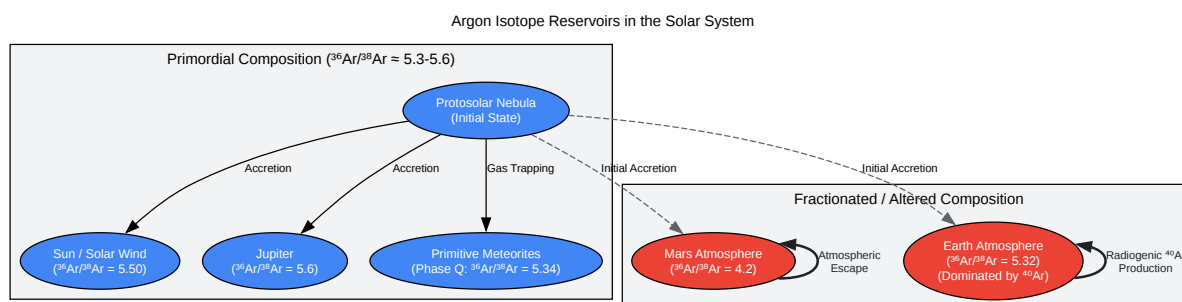 Argon Isotope Reservoirs in the Solar System
Primordial Composition (³⁶Ar/³⁸Ar ≈ 5.3-5.6)
Protosolar Nebula
(Initial State)
Accretion
Accretion
Gas Trapping
Initial Accretion
Initial Accretion
Fractionated / Altered Composition
Sun / Solar Wind
(³⁶Ar/³⁸Ar = 5.50)
Jupiter
(³⁶Ar/³⁸Ar = 5.6)
Primitive Meteorites
(Phase Q: ³⁶Ar/³⁸Ar = 5.34)
Mars Atmosphere
(³⁶Ar/³⁸Ar = 4.2)
Atmospheric
Escape
Earth Atmosphere
(³⁶Ar/³⁸Ar = 5.32)
(Dominated by ⁴⁰Ar)
Radiogenic ⁴⁰A
Production